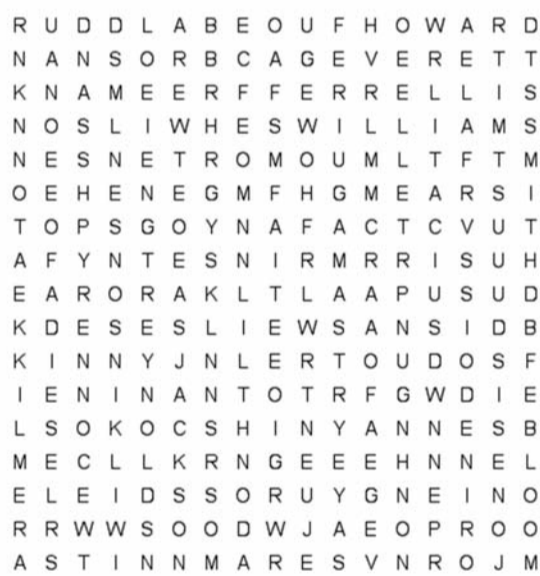 R U D D L A B E O U F H O W A R D
N A N S O R B C A G E V E R E T T
K N A M E E R F F E R R E L L I S
N O S L I W H E S W I L L I A M S
N E S N E T R O M O U M L T F T M
O E H E N E G M F H G M E A R S I
T O P S G O Y N A F A C T C V U T
A F Y N T E S N I R M R R I S U H
E A R O R A K L T L A A P U S U D
K D E S E S L I E W S A N S I D B
K I N N Y J N L E R T O U D O S F
I E N I N A N T O T R F G W D I E
L S O K O C S H I N Y A N N E S B
M E C L L K R N G E E E H N N E L
E L E I D S S O R U Y G N E I N O
R R W W S O O D W J A E O P R O O
A S T I N N M A R E S V N R O J M